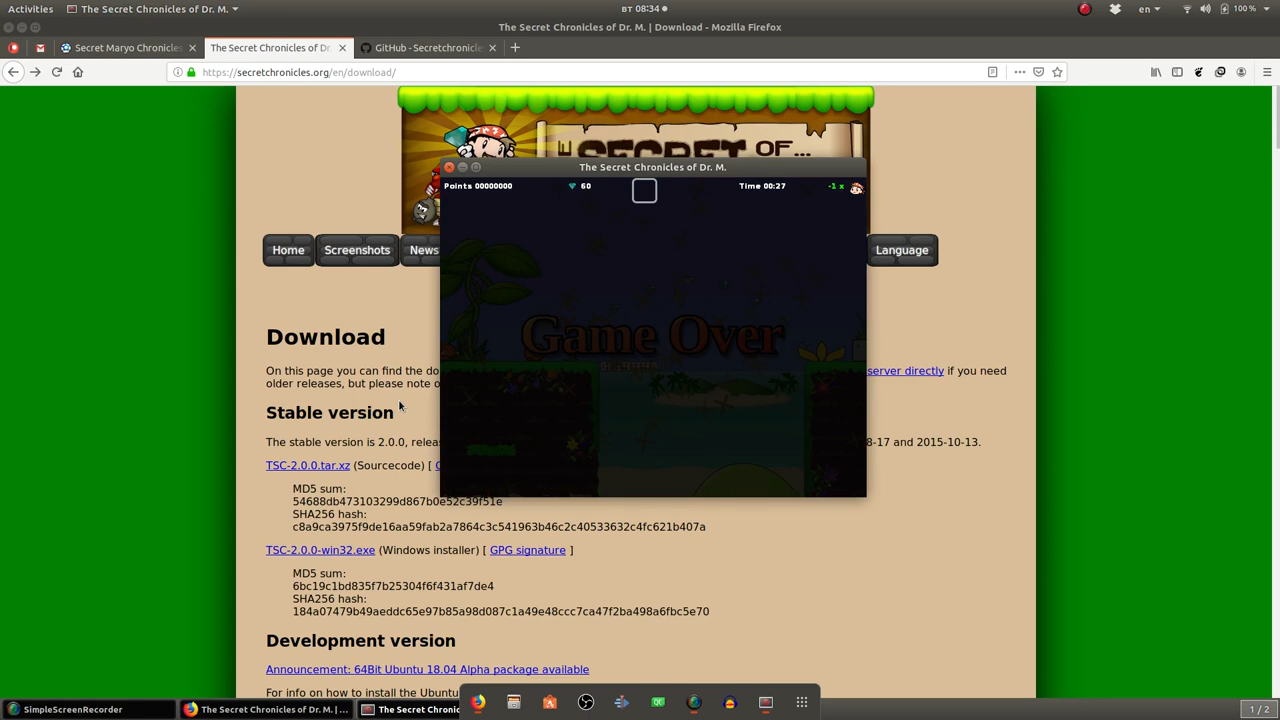 Activities
The Secret Chronicles of Dr. M.
БТ 08:34
en
100 %
The Secret Chronicles of Dr. M. | Download - Mozilla Firefox
Secret Maryo Chronicles
The Secret Chronicles of Dr.
GitHub - Secretchronicle
https://secretchronicles.org/en/download/
SECRET OF...
The Secret Chronicles of Dr. M.
Points 00000000
60
Time 00:27
-1 x
Home
Screenshots
News
Language
Game Over
Download
On this page you can find the do
server directly if you need
older releases, but please note o
Stable version
The stable version is 2.0.0, relea
8-17 and 2015-10-13.
TSC-2.0.0.tar.xz (Sourcecode) [
MD5 sum:
54688db473103299d867b0e52c39f51e
SHA256 hash:
c8a9ca3975f9de16aa59fab2a7864c3c541963b46c2c40533632c4fc621b407a
TSC-2.0.0-win32.exe (Windows installer) [ GPG signature ]
MD5 sum:
6bc19c1bd835f7b25304f6f431af7de4
SHA256 hash:
184a07479b49aeddc65e97b85a98d087c1a49e48ccc7ca47f2ba498a6fbc5e70
Development version
Announcement: 64Bit Ubuntu 18.04 Alpha package available
For info on how to install the Ubuntu
SimpleScreenRecorder
The Secret Chronicles of Dr. M. | ...
The Secret Chronic
1 / 2